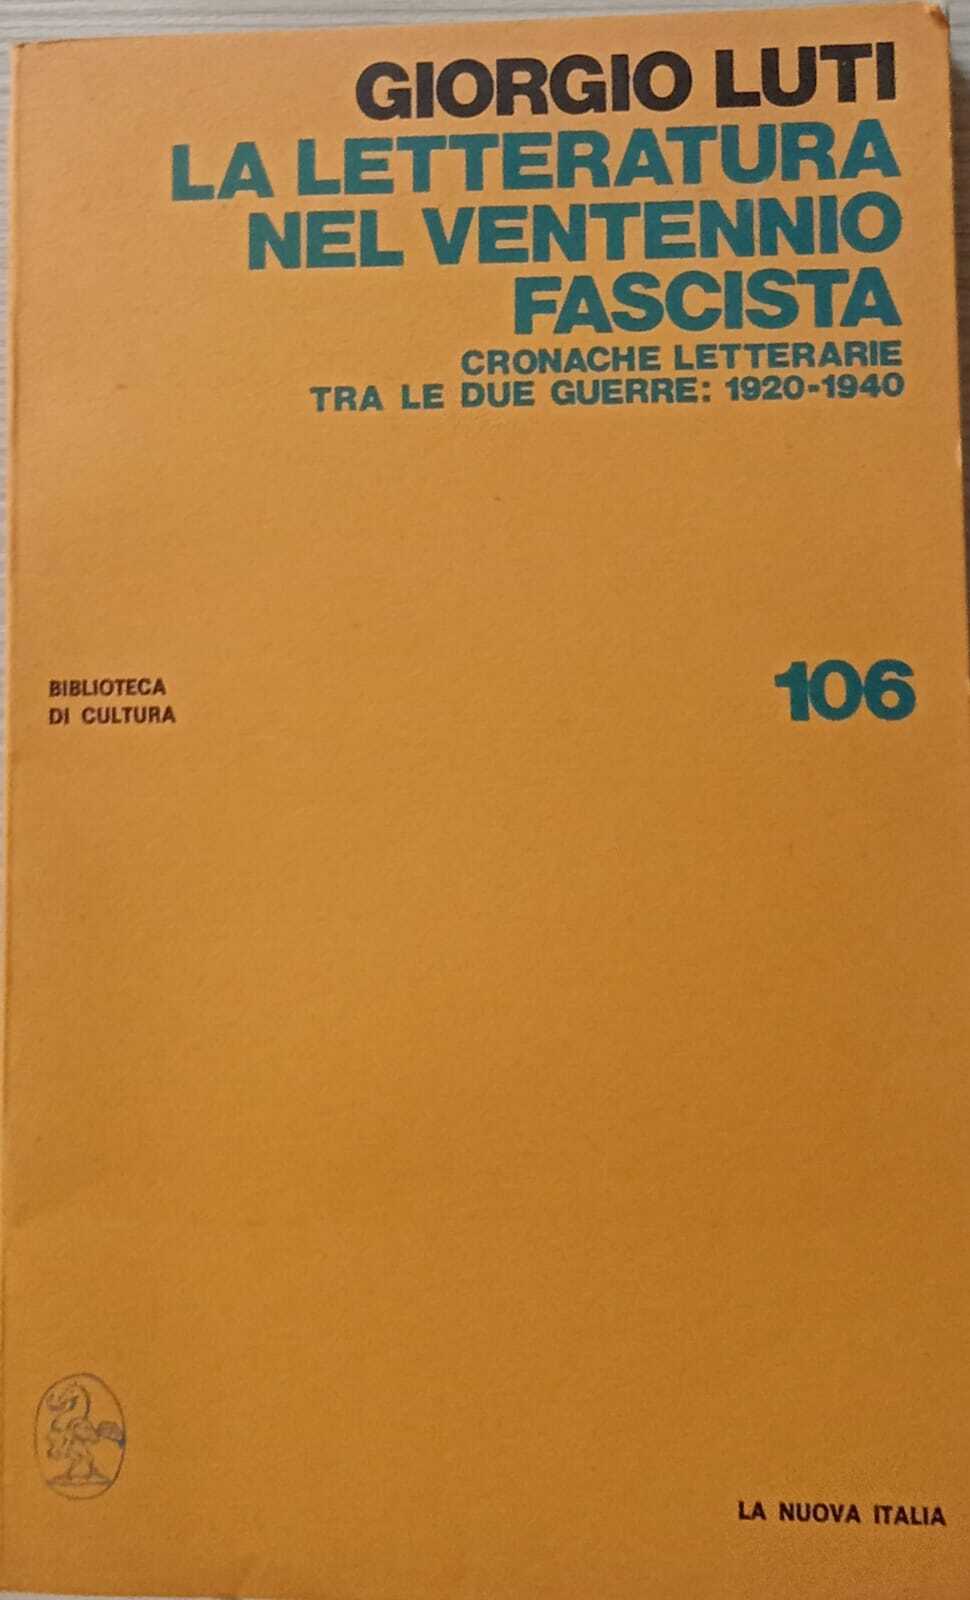 GIORGIO LUTI
LA LETTERATURA
NEL VENTENNIO
FASCISTA
CRONACHE LETTERARIE
TRA LE DUE GUERRE: 1920-1940
BIBLIOTECA
DI CULTURA
106
LA NUOVA ITALIA